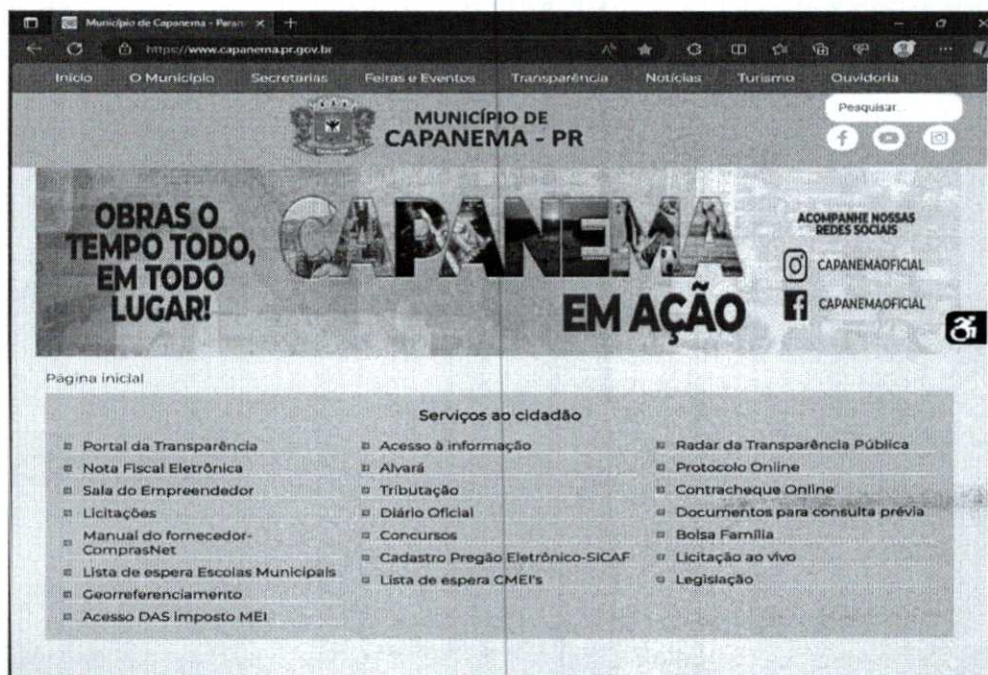 Município de Capanema - Paran
https://www.capanema.pr.gov.br
Início O Município Secretarias Feiras e Eventos Transparência Notícias Turismo Ouvidoria
MUNICÍPIO DE
CAPANEMA - PR
Pesquisar...
OBRAS O
TEMPO TODO,
EM TODO
LUGAR!
CAPANEMA
EM AÇÃO
ACOMPANHE NOSSAS
REDES SOCIAIS
CAPANEMAOFICIAL
CAPANEMAOFICIAL
Página inicial
Serviços ao cidadão
Portal da Transparência
Nota Fiscal Eletrônica
Sala do Empreendedor
Licitações
Manual do fornecedor-
ComprasNet
Lista de espera Escolas Municipais
Georreferenciamento
Acesso DAS imposto MEI
Acesso à informação
Alvará
Tributação
Diário Oficial
Concursos
Cadastro Pregão Eletrônico-SICAF
Lista de espera CMEI's
Radar da Transparência Pública
Protocolo Online
Contracheque Online
Documentos para consulta prévia
Bolsa Família
Licitação ao vivo
Legislação